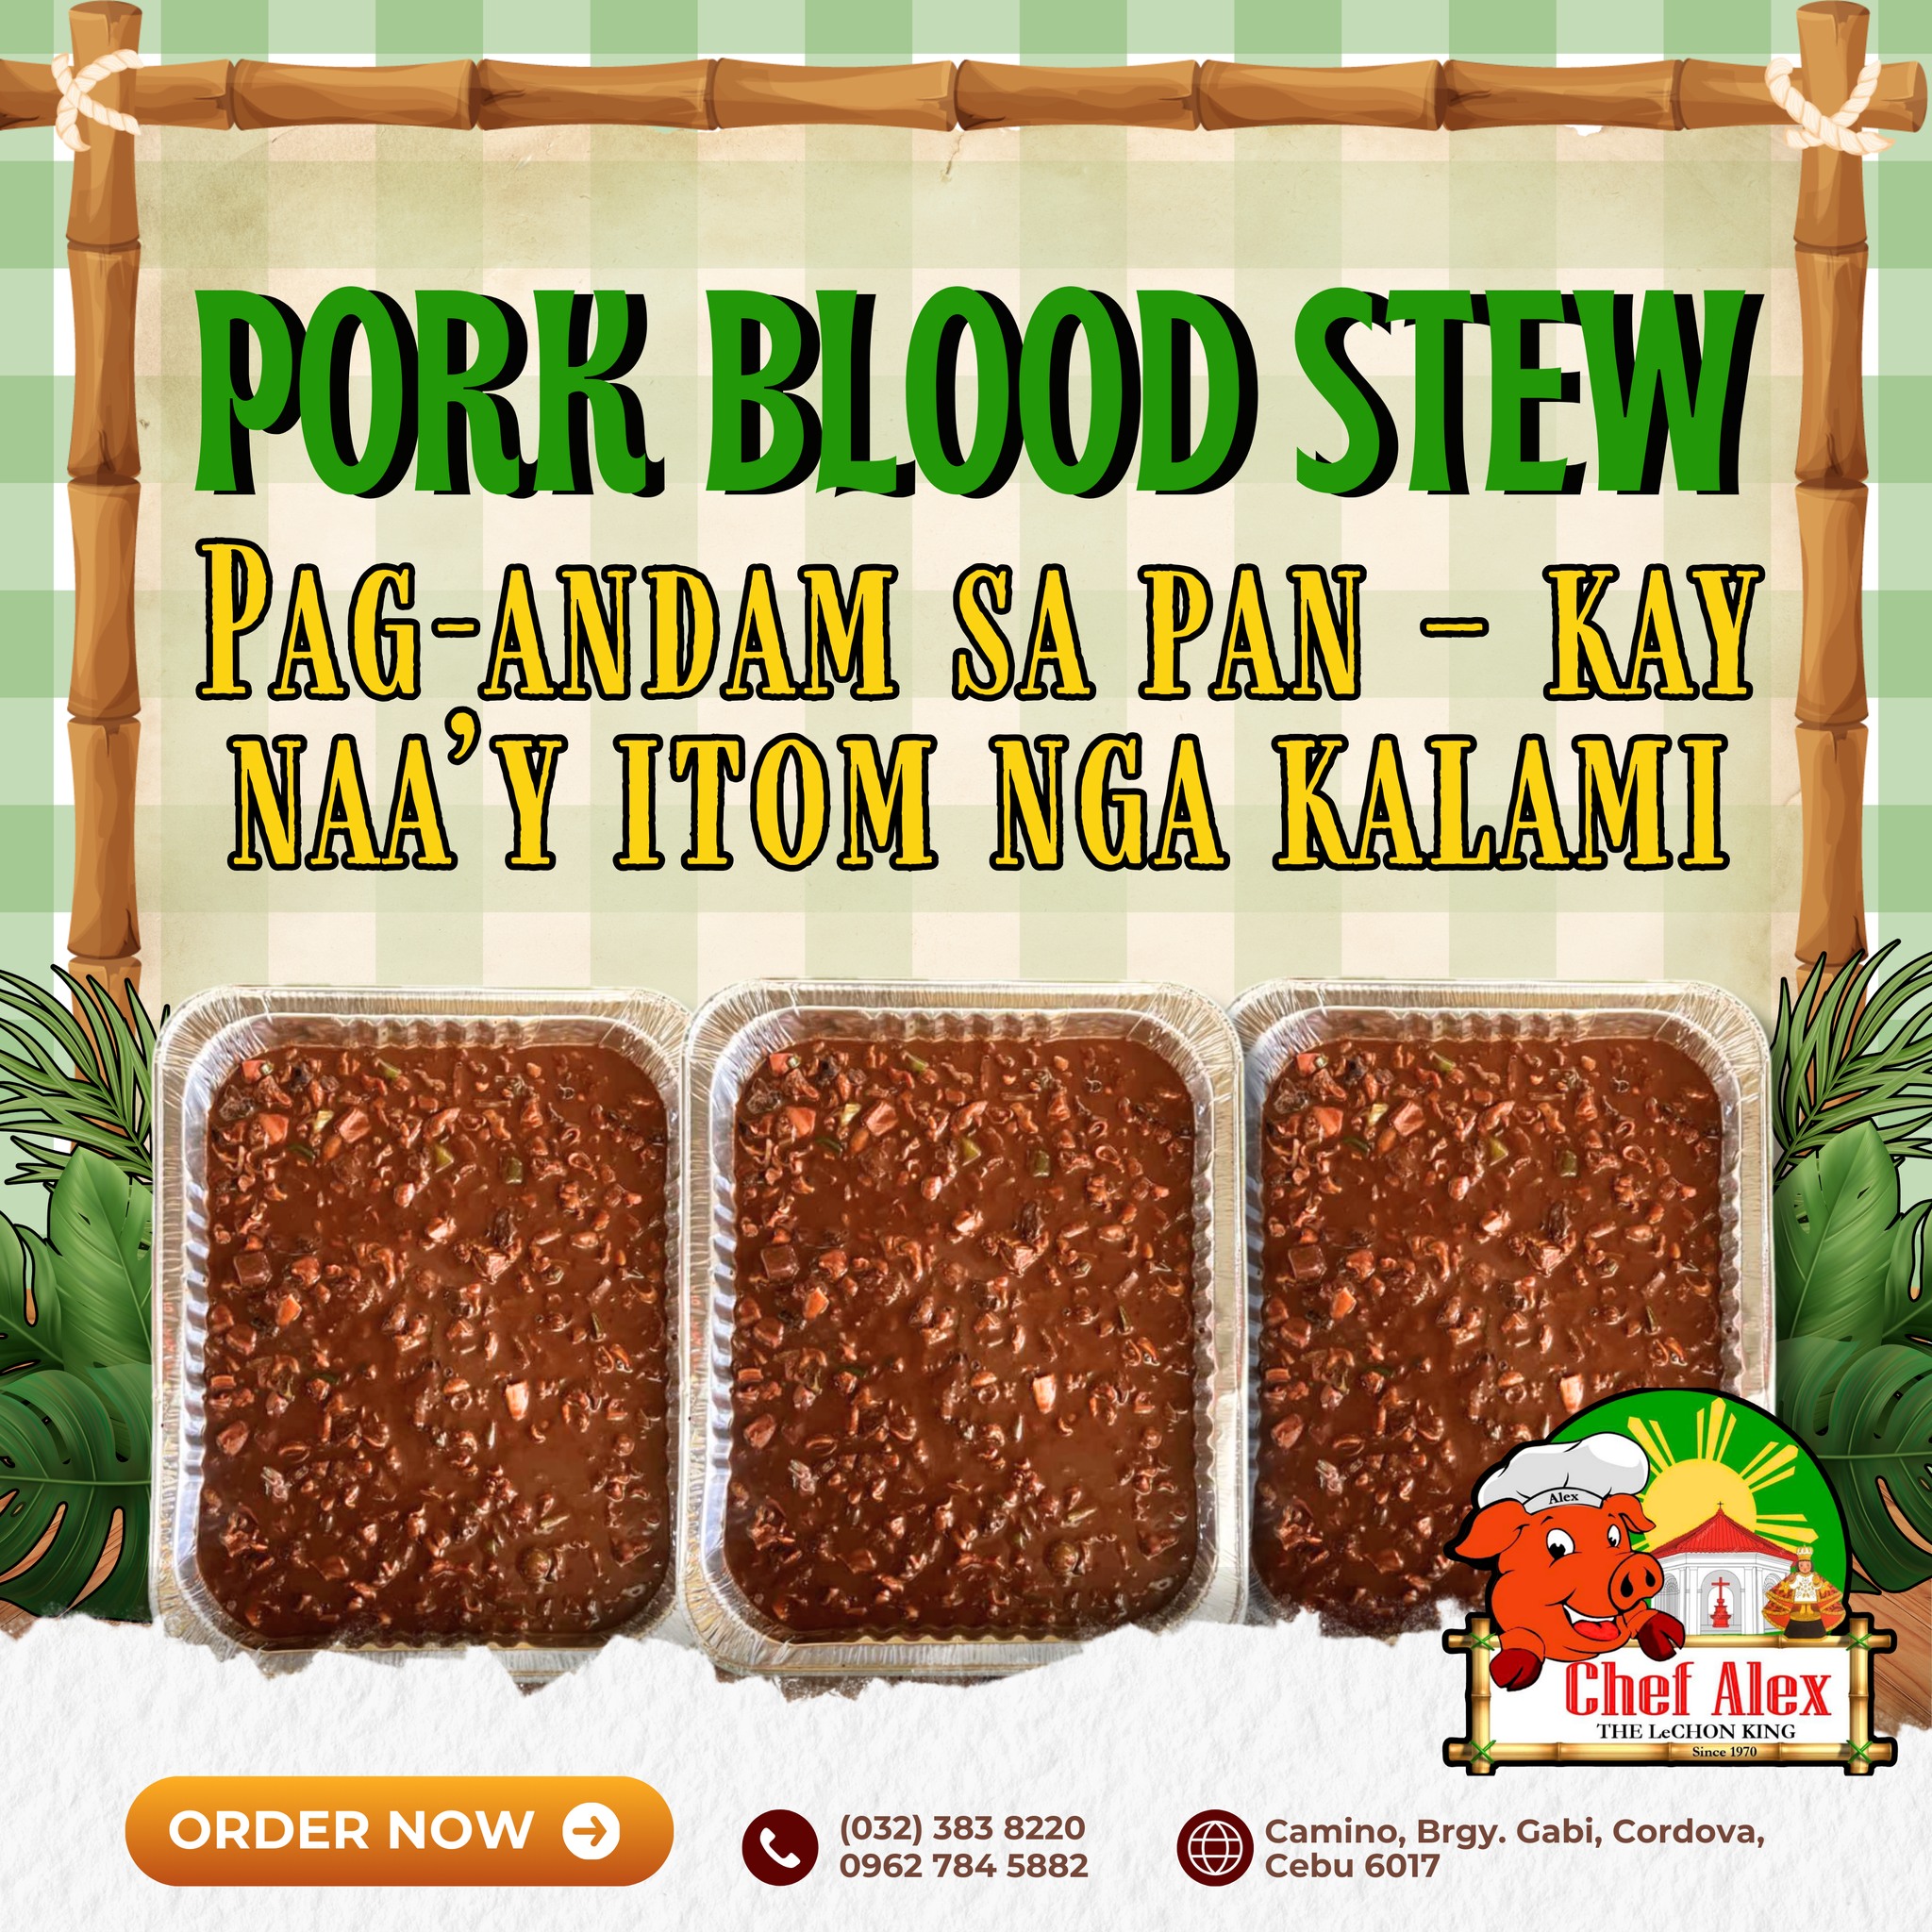 PORK BLOOD STEW
PAG-ANDAM SA PAN – KAY
NAA'Y ITOM NGA KALAMI
Alex
Chef Alex
THE LeCHON KING
Since 1970
ORDER NOW
(032) 383 8220
0962 784 5882
Camino, Brgy. Gabi, Cordova,
Cebu 6017